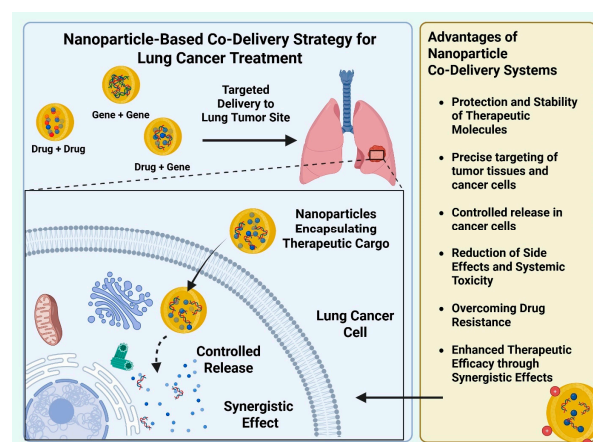 Nanoparticle-Based Co-Delivery Strategy for
Lung Cancer Treatment
Gene + Gene
Drug + Drug
Drug + Gene
Targeted
Delivery to
Lung Tumor Site
Nanoparticles
Encapsulating
Therapeutic Cargo
Lung Cancer
Cell
Controlled
Release
Synergistic
Effect
Advantages of
Nanoparticle
Co-Delivery Systems
• Protection and Stability
of Therapeutic
Molecules
• Precise targeting of
tumor tissues and
cancer cells
• Controlled release in
cancer cells
• Reduction of Side
Effects and Systemic
Toxicity
• Overcoming Drug
Resistance
• Enhanced Therapeutic
Efficacy through
Synergistic Effects